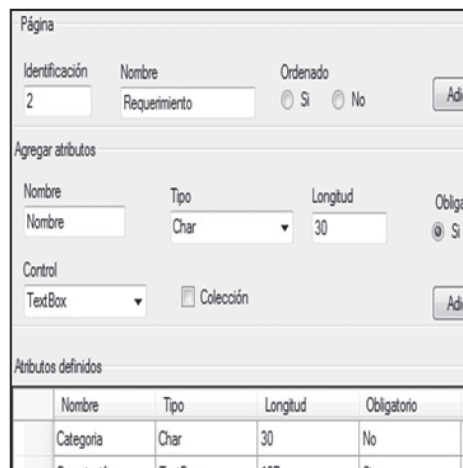 Página
Identificación Nombre Ordenado
2 Requerimiento Si No
Agregar atributos
Nombre Tipo Longitud
Nombre Char 30 Si
Control
TextBox Colección
Atributos definidos
Nombre Tipo Longitud Obligatorio
Categoria Char 30 No